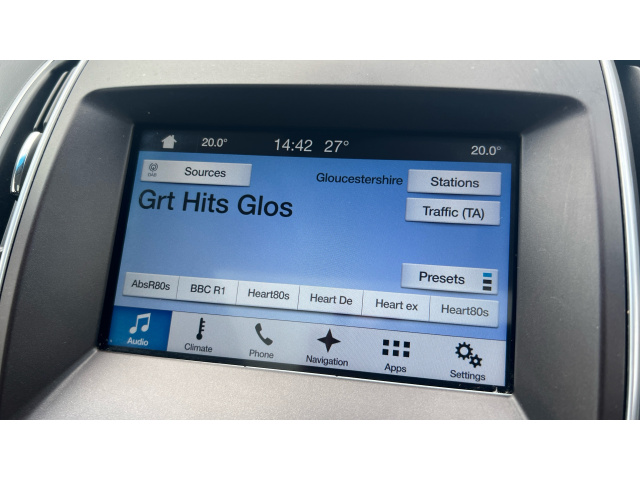 20.0° 14:42 27° 20.0°
DAB Sources Gloucestershire Stations
Grt Hits Glos Traffic (TA)
Presets
AbsR80s BBC R1 Heart80s Heart De Heart ex Heart80s
Audio Climate Phone Navigation Apps Settings